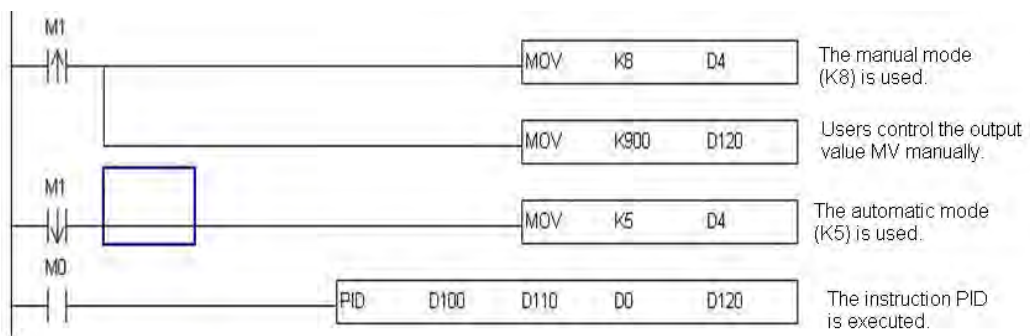 M1
MOV K8 D4
The manual mode
(K8) is used.
MOV K900 D120
Users control the output
value MV manually.
M1
MOV K5 D4
The automatic mode
(K5) is used.
M0
PID D100 D110 D0 D120
The instruction PID
is executed.